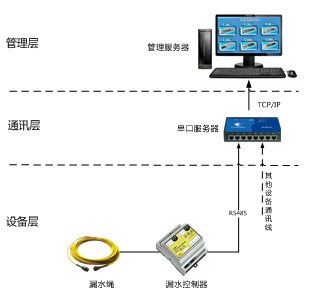 管理层
管理服务器
TCP/IP
通讯层
串口服务器
RS485
其他设备通讯线
设备层
漏水绳
漏水控制器